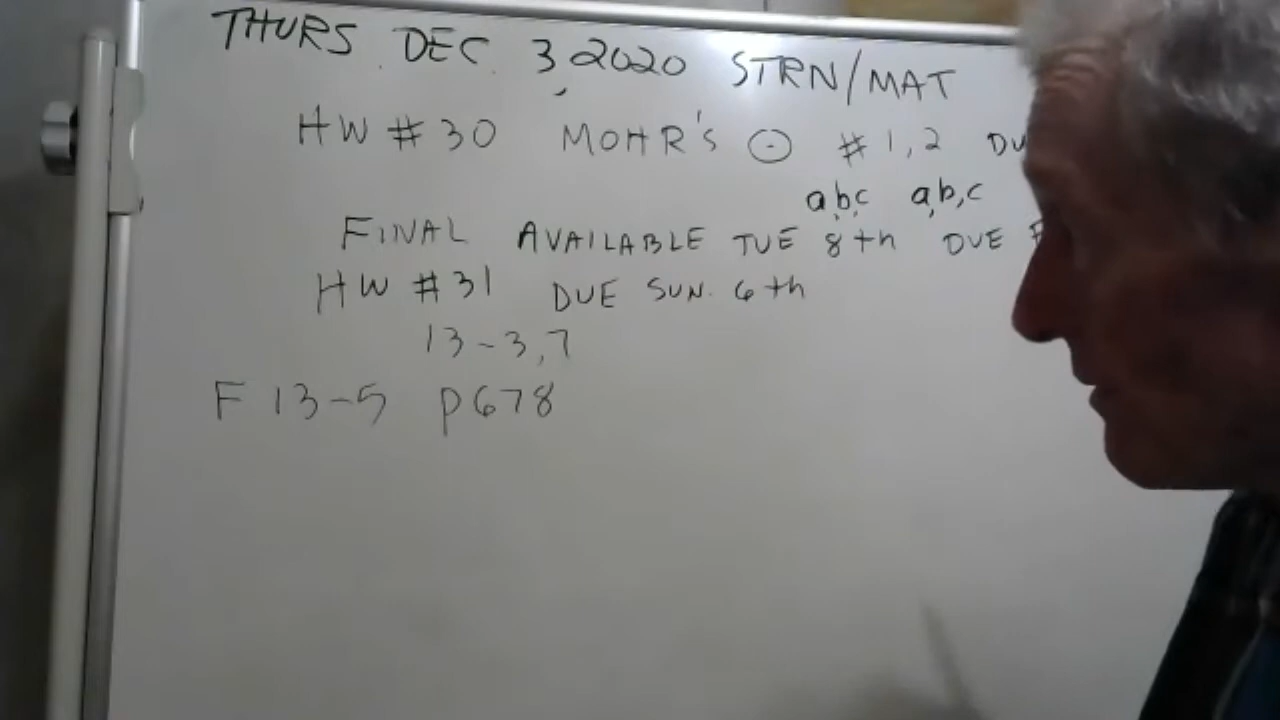 THURS DEC 3, 2020 STRN/MAT
HW #30 MOHR'S ⊙ #1,2
a,b,c a,b,c
FINAL AVAILABLE TUE 8th DUE
HW #31 DUE SUN. 6th
13-3,7
F 13-5 p678